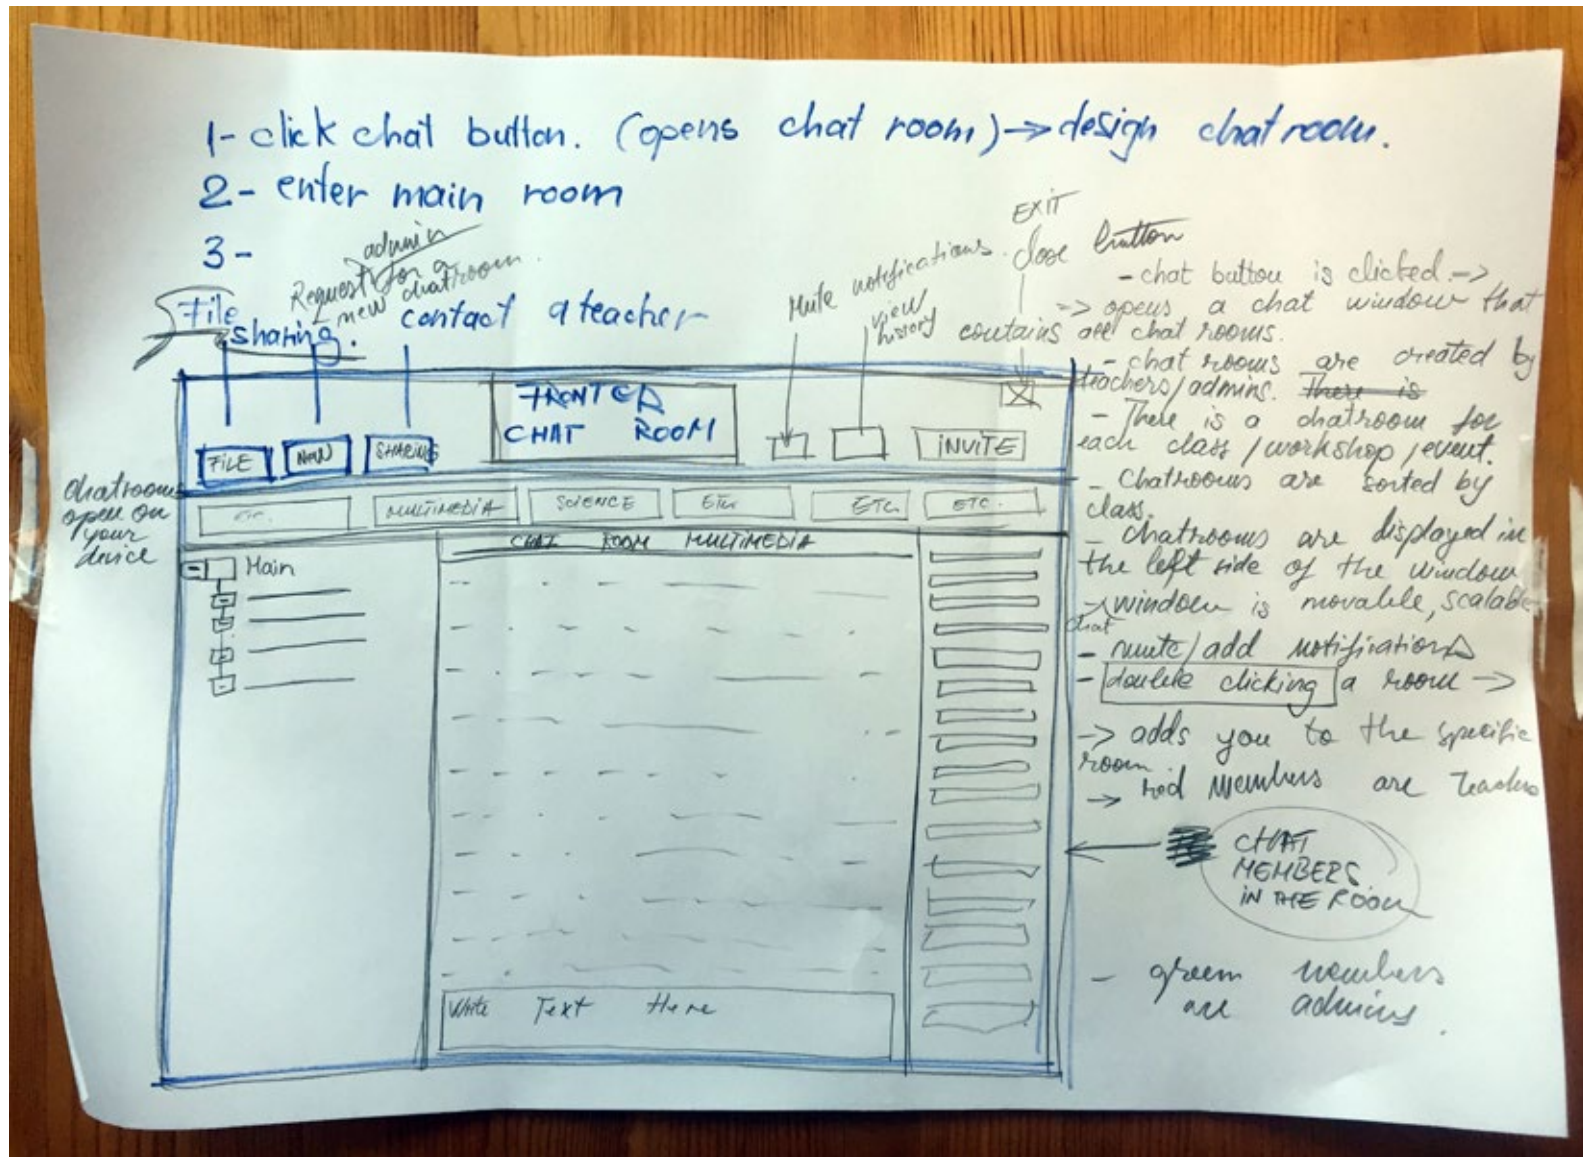 1- click chat button. (opens chat room) -> design chat room.
2- enter main room
3-
admin
Request for a
new chatroom.
File
sharing.
contact a teacher
Mute notifications.
view
history
EXIT
close button
FRONTER
CHAT ROOM
FILE
NEW
SHARING
INVITE
chatrooms
open on
your
device
ETC.
MULTIMEDIA
SCIENCE
ETC
ETC.
ETC.
CHAT ROOM MULTIMEDIA
Main
Write Text Here
- chat button is clicked. ->
-> opens a chat window that
contains all chat rooms.
- chat rooms are created by
teachers/admins. There is
- There is a chatroom for
each class / workshop / event.
- Chatrooms are sorted by
class.
- chatrooms are displayed in
the left side of the window
- window is movable, scalable
chat
- mute/add notifications
- double clicking a room ->
-> adds you to the specific
room.
-> red members are teachers
CHAT
MEMBERS
IN THE ROOM
- green members
are admins.